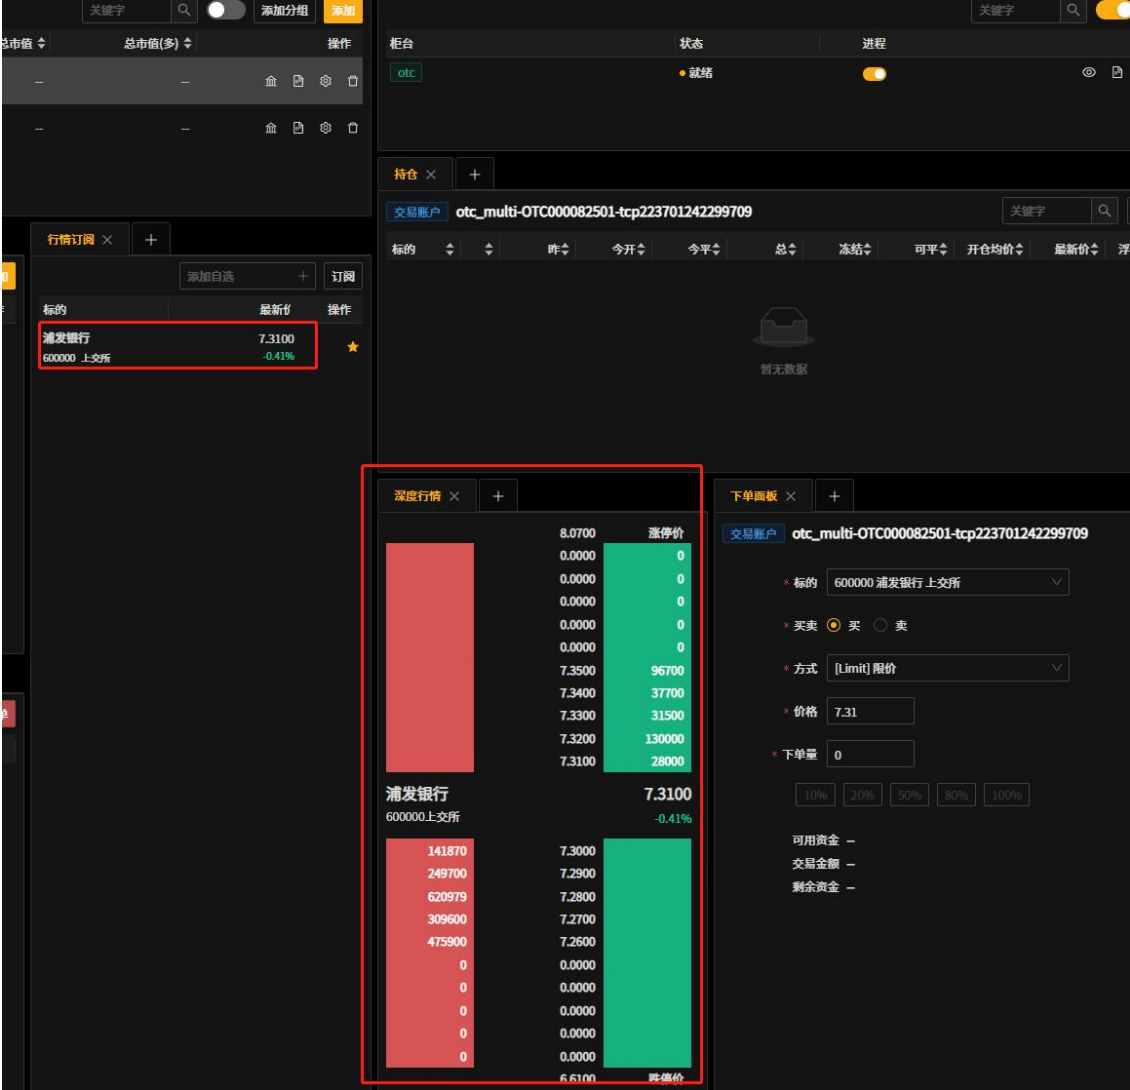 关键字 添加分组 添加
总市值 总市值(多) 操作
-- --
-- --
关键字
柜台 状态 进程
otc 就绪
持仓
交易账户 otc_multi-OTC000082501-tcp223701242299709 关键字
标的 昨 今开 今平 总 冻结 可平 开仓均价 最新价 浮
暂无数据
行情订阅
添加自选 订阅
标的 最新价 操作
浦发银行 7.3100
600000 上交所 -0.41%
深度行情
8.0700 涨停价
0.0000 0
0.0000 0
0.0000 0
0.0000 0
0.0000 0
7.3500 96700
7.3400 37700
7.3300 31500
7.3200 130000
7.3100 28000
浦发银行 7.3100
600000上交所 -0.41%
141870 7.3000
249700 7.2900
620979 7.2800
309600 7.2700
475900 7.2600
0 0.0000
0 0.0000
0 0.0000
0 0.0000
0 0.0000
6.6100 跌停价
下单面板
交易账户 otc_multi-OTC000082501-tcp223701242299709
* 标的 600000 浦发银行 上交所
* 买卖 买 卖
* 方式 [Limit] 限价
* 价格 7.31
* 下单量 0
10% 20% 50% 80% 100%
可用资金 --
交易金额 --
剩余资金 --